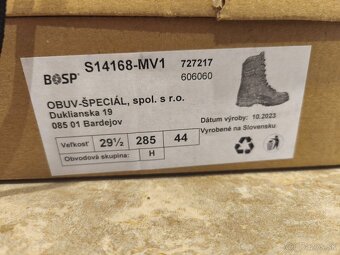 BOSP
S14168-MV1
727217
606060
OBUV-ŠPECIÁL, spol. s r.o.
Duklianska 19
085 01 Bardejov
Dátum výroby: 10.2023
Vyrobené na Slovensku
Veľkosť 29½ 285 44
Obvodová skupina: H